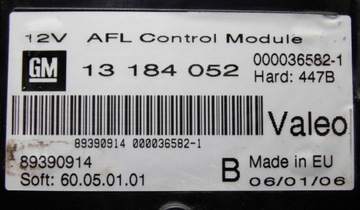 12V AFL Control Module
GM 13 184 052 000036582-1
Hard: 447B
89390914 000036582-1
Valeo
89390914
Soft: 60.05.01.01
B Made in EU
06/01/06